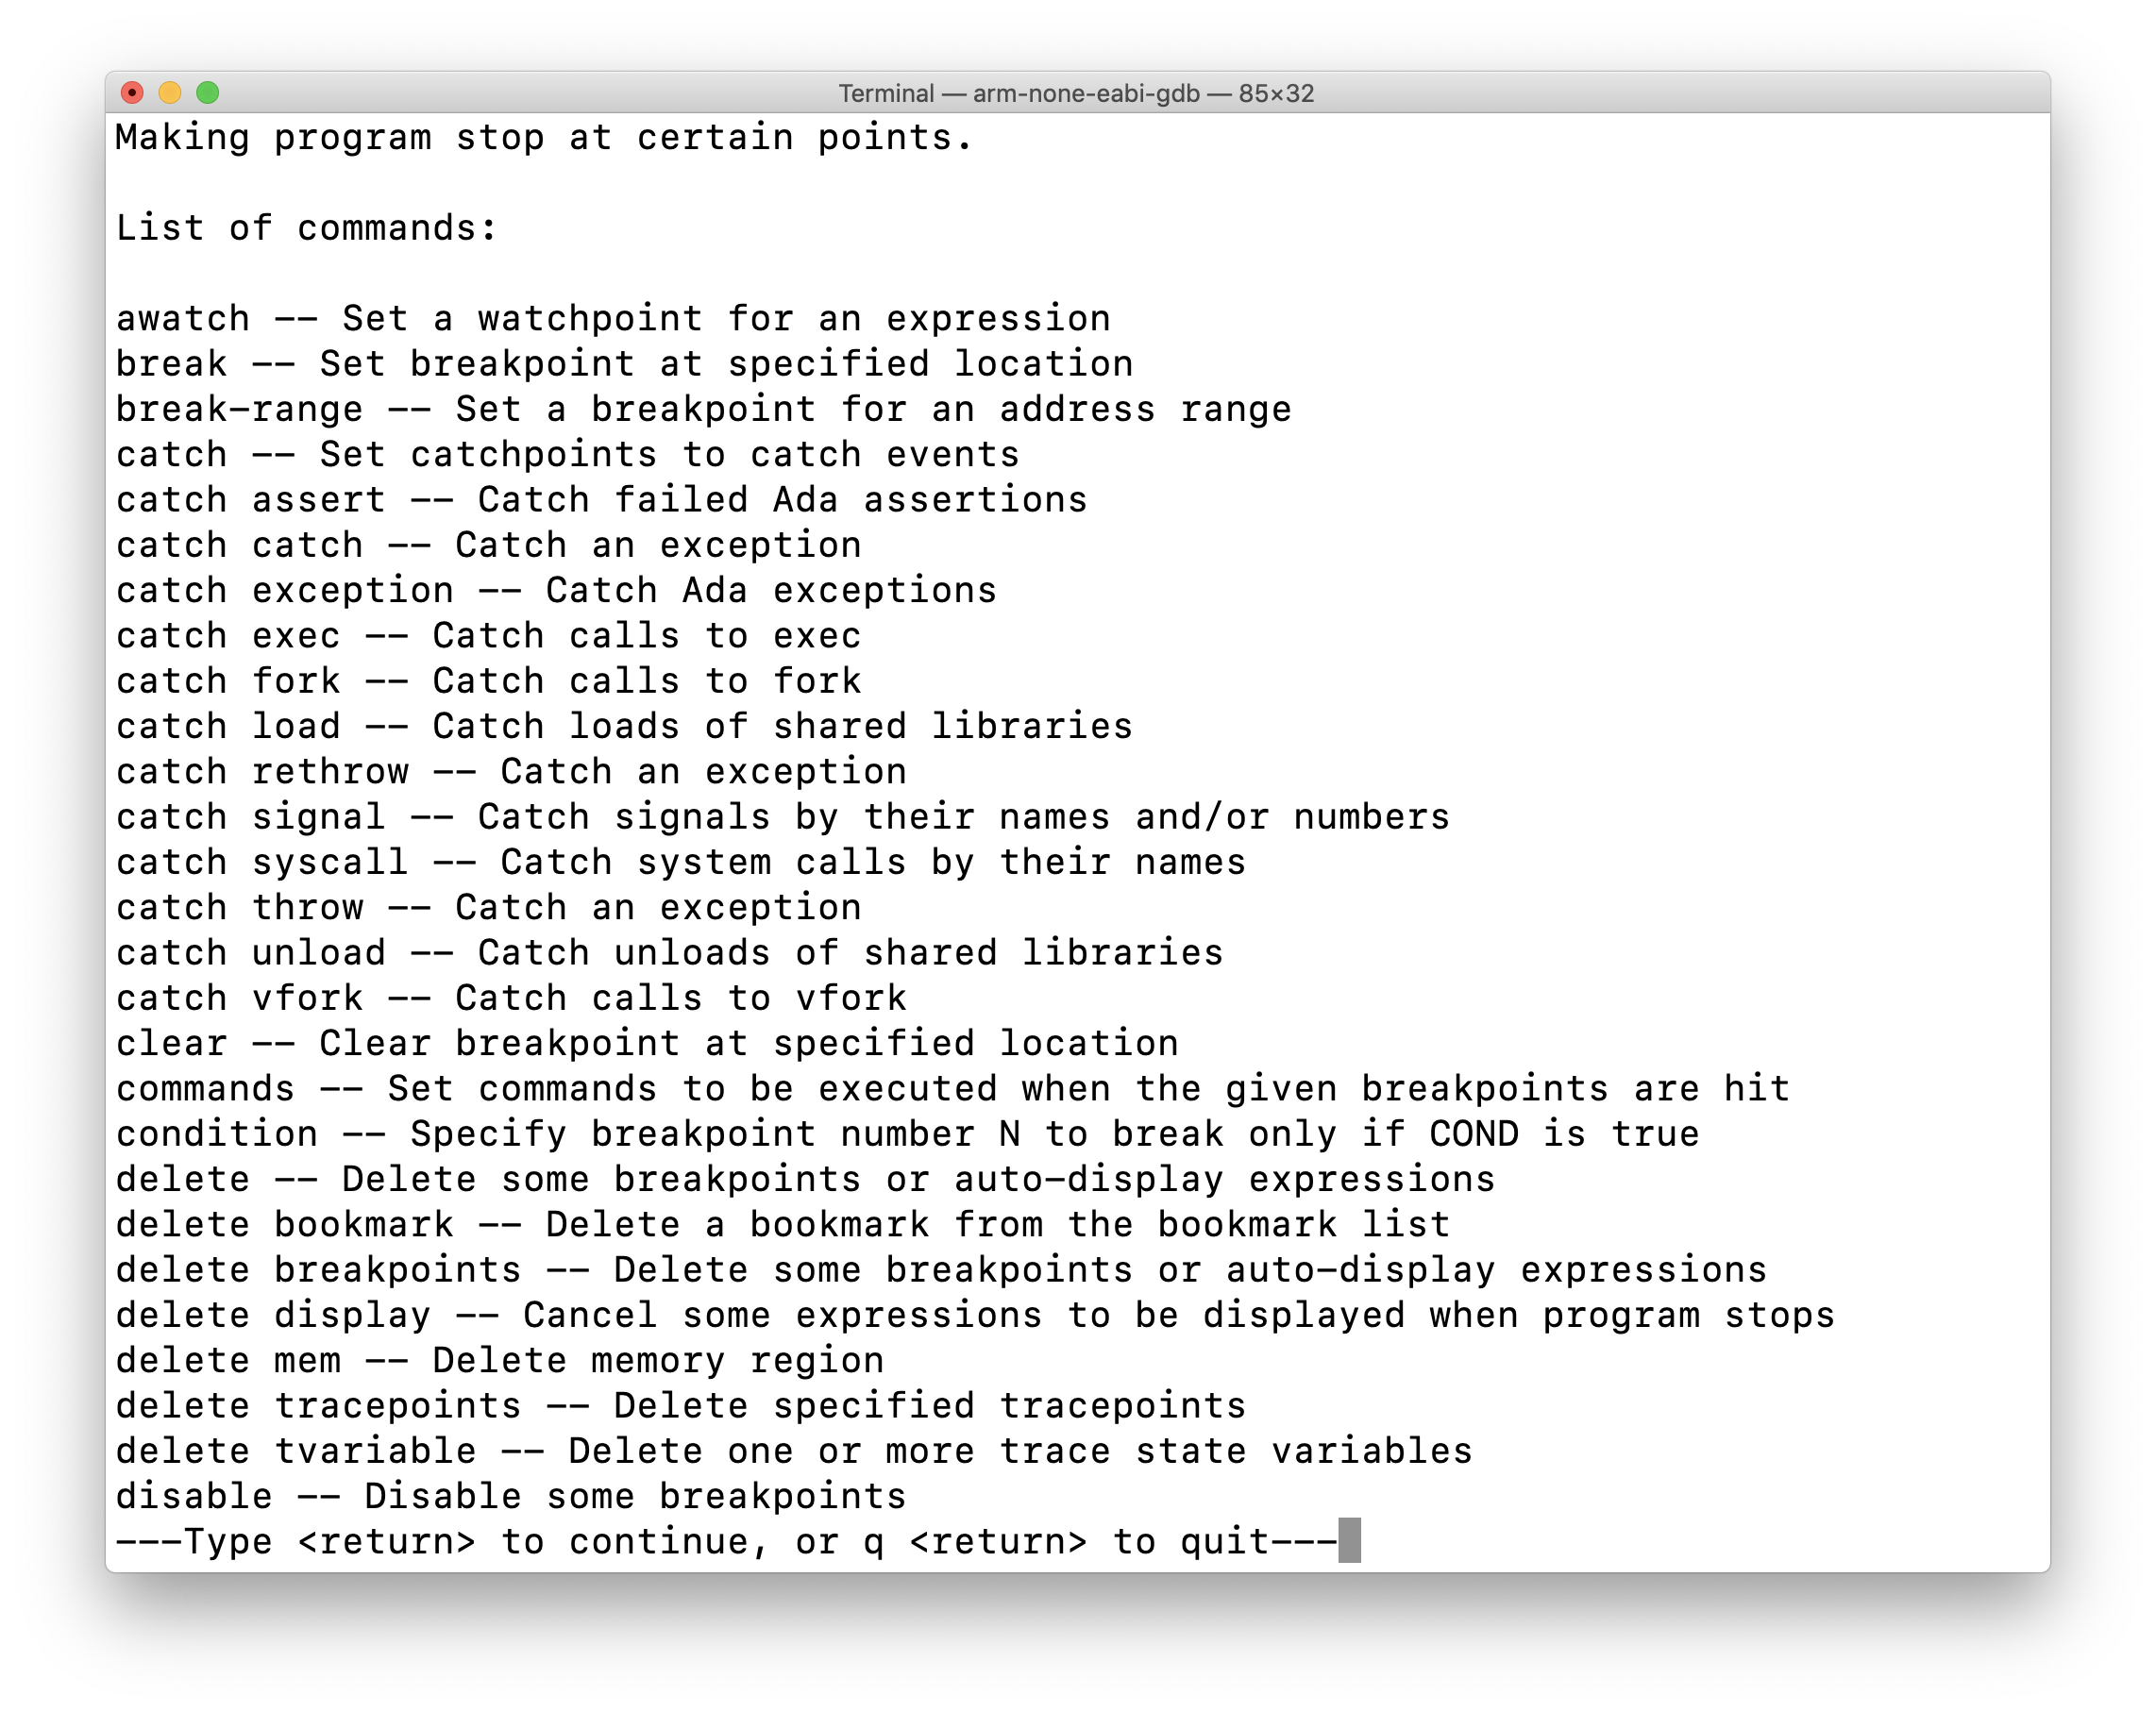 Terminal — arm-none-eabi-gdb — 85×32
Making program stop at certain points.
List of commands:
awatch -- Set a watchpoint for an expression
break -- Set breakpoint at specified location
break-range -- Set a breakpoint for an address range
catch -- Set catchpoints to catch events
catch assert -- Catch failed Ada assertions
catch catch -- Catch an exception
catch exception -- Catch Ada exceptions
catch exec -- Catch calls to exec
catch fork -- Catch calls to fork
catch load -- Catch loads of shared libraries
catch rethrow -- Catch an exception
catch signal -- Catch signals by their names and/or numbers
catch syscall -- Catch system calls by their names
catch throw -- Catch an exception
catch unload -- Catch unloads of shared libraries
catch vfork -- Catch calls to vfork
clear -- Clear breakpoint at specified location
commands -- Set commands to be executed when the given breakpoints are hit
condition -- Specify breakpoint number N to break only if COND is true
delete -- Delete some breakpoints or auto-display expressions
delete bookmark -- Delete a bookmark from the bookmark list
delete breakpoints -- Delete some breakpoints or auto-display expressions
delete display -- Cancel some expressions to be displayed when program stops
delete mem -- Delete memory region
delete tracepoints -- Delete specified tracepoints
delete tvariable -- Delete one or more trace state variables
disable -- Disable some breakpoints
---Type <return> to continue, or q <return> to quit---